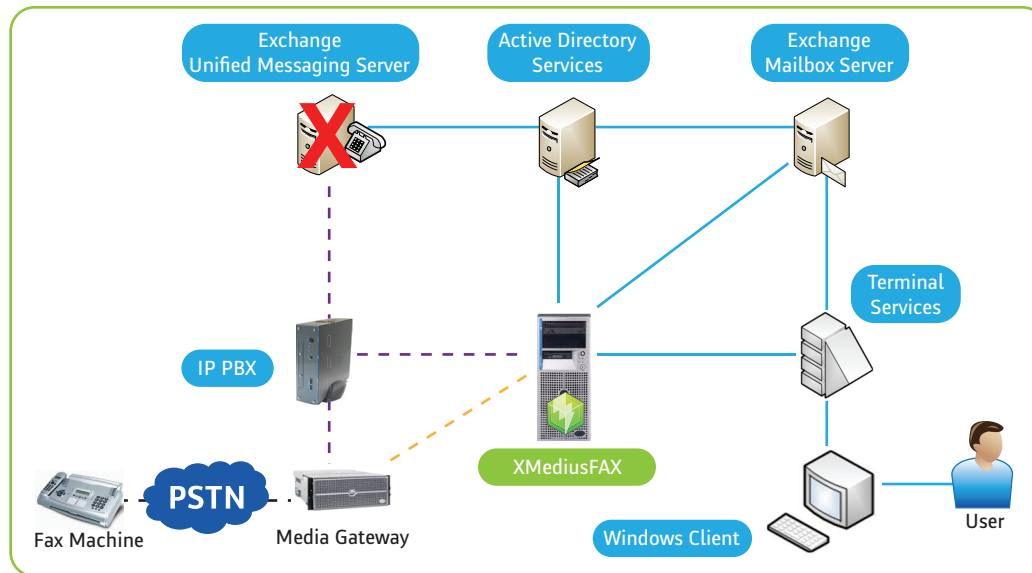 Exchange
Unified Messaging Server
Active Directory
Services
Exchange
Mailbox Server
X
Terminal
Services
IP PBX
XMediusFAX
PSTN
Fax Machine
Media Gateway
Windows Client
User